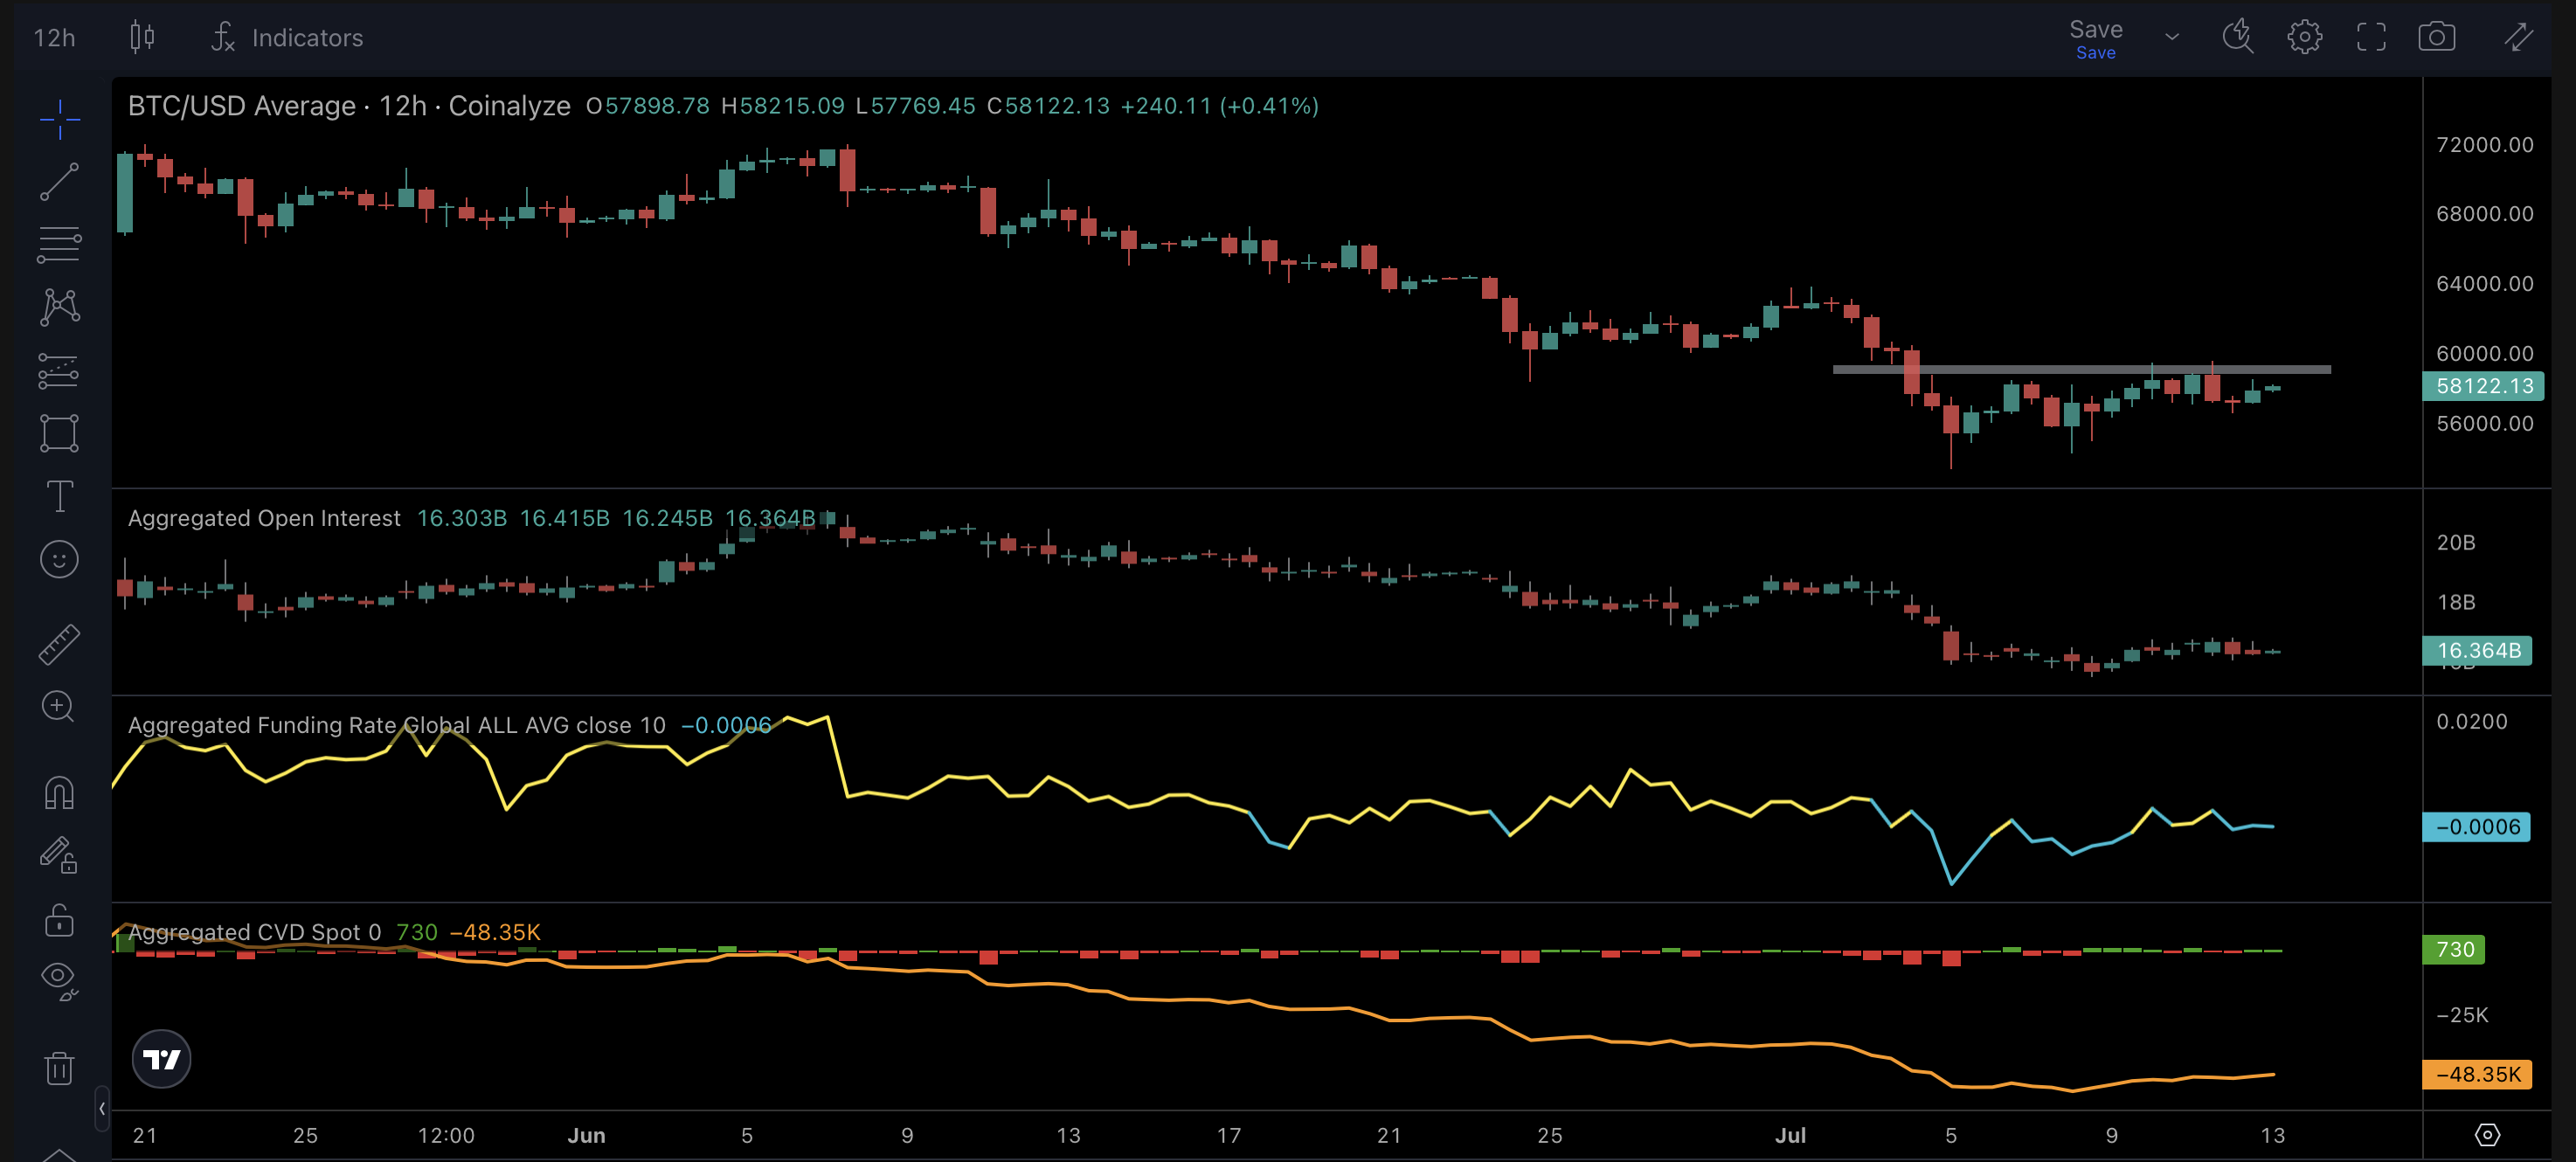 12h Indicators Save
Save
BTC/USD Average · 12h · Coinalyze O57898.78 H58215.09 L57769.45 C58122.13 +240.11 (+0.41%)
72000.00
68000.00
64000.00
60000.00
58122.13
56000.00
Aggregated Open Interest 16.303B 16.415B 16.245B 16.364B
20B
18B
16.364B
Aggregated Funding Rate Global ALL AVG close 10 −0.0006
0.0200
−0.0006
Aggregated CVD Spot 0 730 −48.35K
730
−25K
−48.35K
21 25 12:00 Jun 5 9 13 17 21 25 Jul 5 9 13